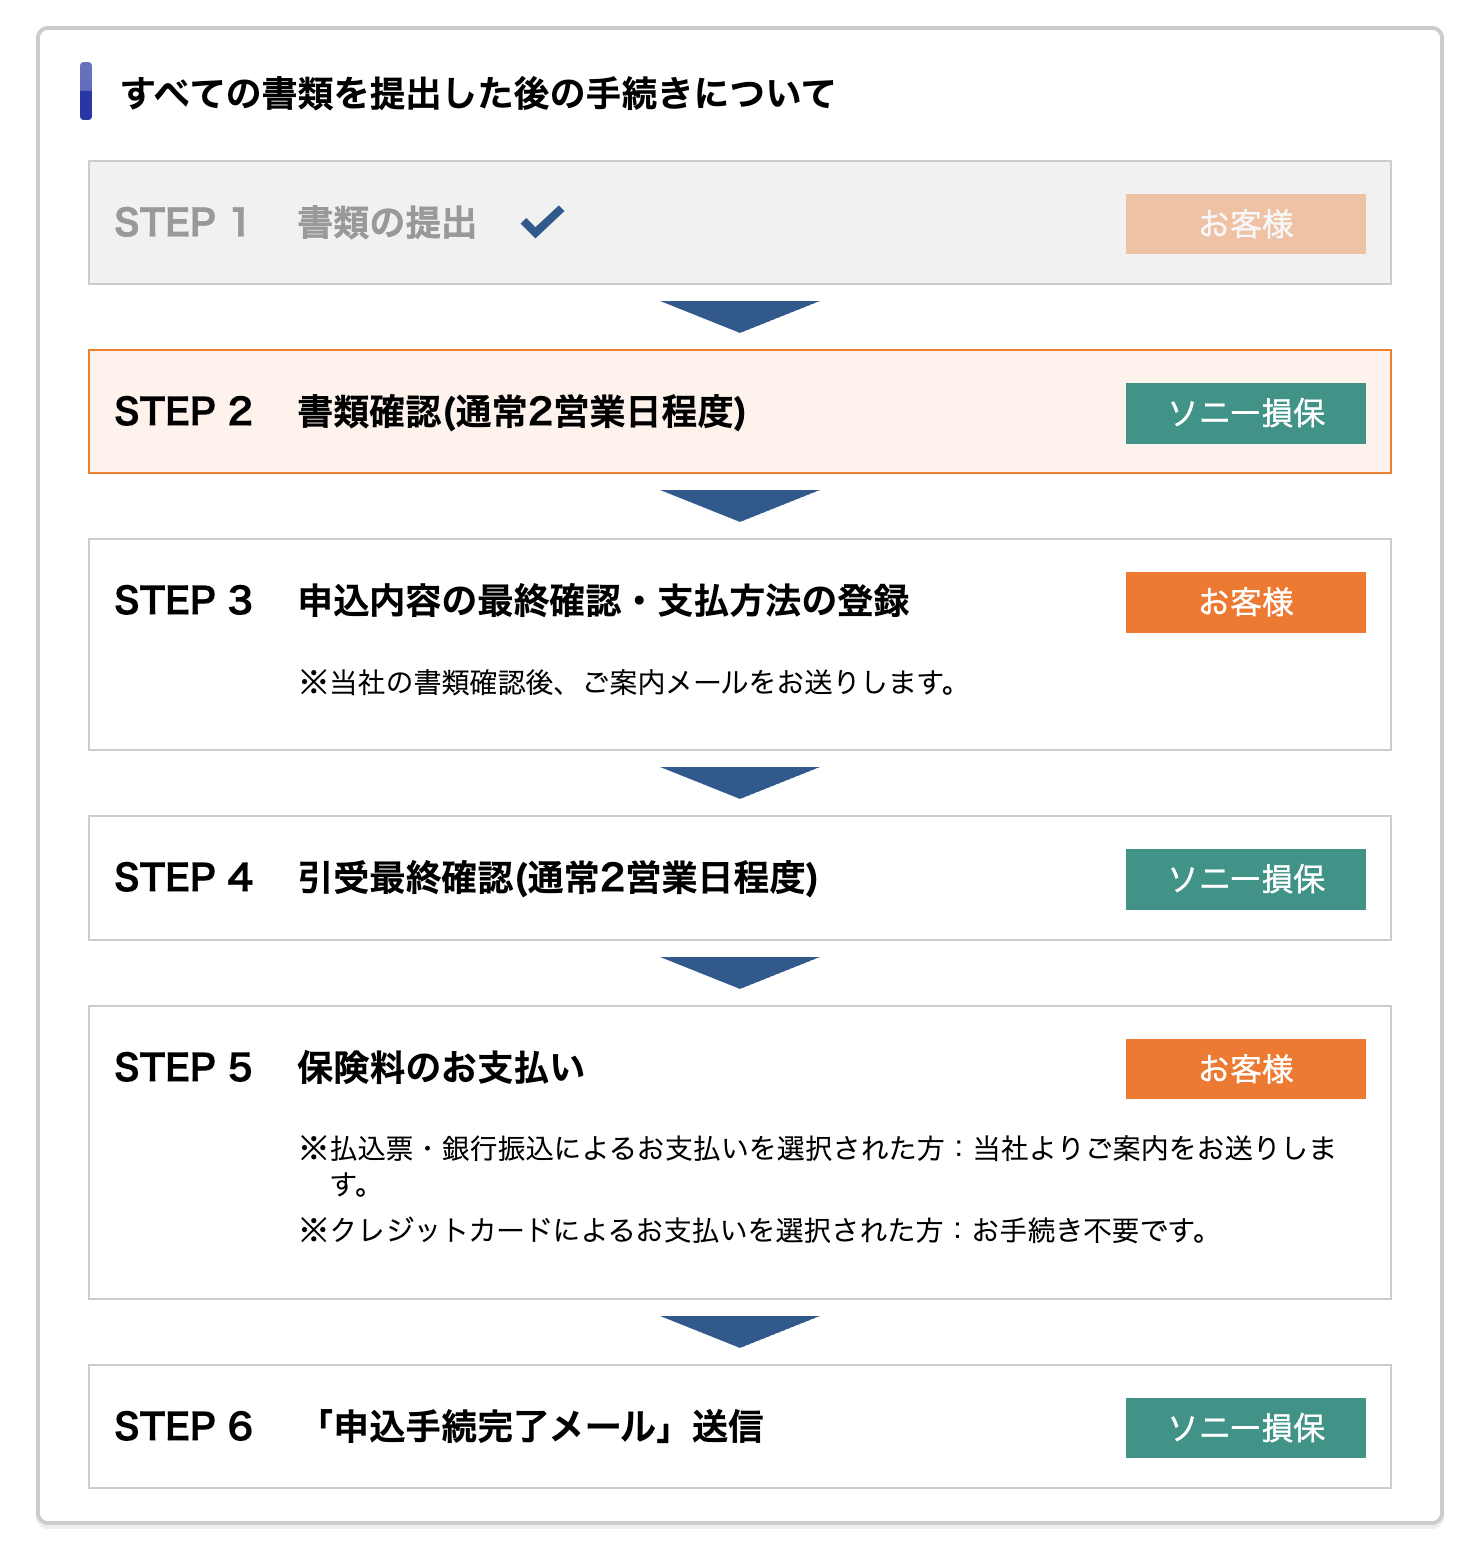 すべての書類を提出した後の手続きについて
STEP 1 書類の提出 お客様
STEP 2 書類確認(通常2営業日程度) ソニー損保
STEP 3 申込内容の最終確認・支払方法の登録 お客様
※当社の書類確認後、ご案内メールをお送りします。
STEP 4 引受最終確認(通常2営業日程度) ソニー損保
STEP 5 保険料のお支払い お客様
※払込票・銀行振込によるお支払いを選択された方：当社よりご案内をお送りしま
す。
※クレジットカードによるお支払いを選択された方：お手続き不要です。
STEP 6 「申込手続完了メール」送信 ソニー損保